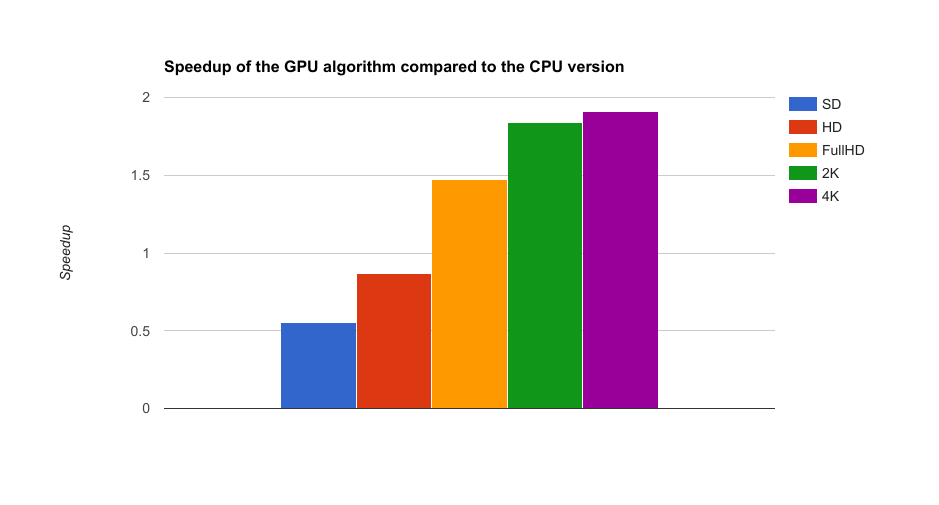 Speedup of the GPU algorithm compared to the CPU version
2
1.5
1
0.5
0
Speedup
SD
HD
FullHD
2K
4K